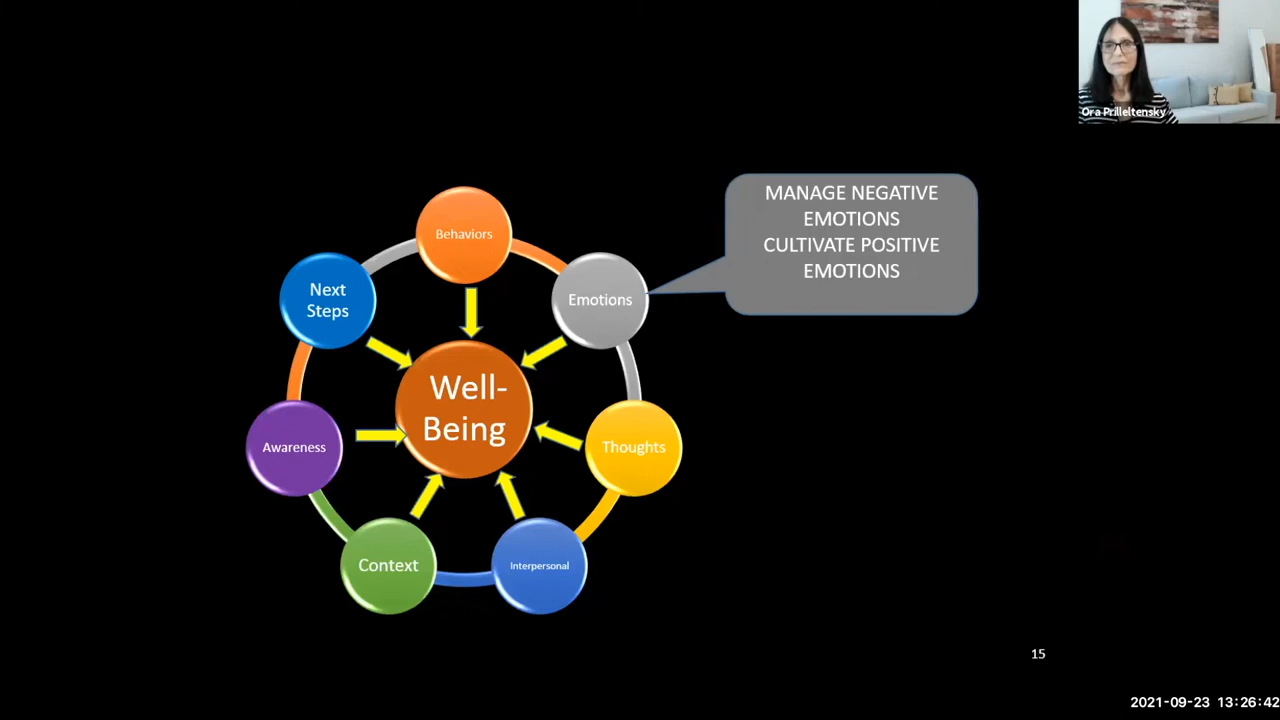 Ora Prilleltensky
MANAGE NEGATIVE
EMOTIONS
CULTIVATE POSITIVE
EMOTIONS
Behaviors
Next
Steps
Emotions
Well-
Being
Awareness
Thoughts
Context
Interpersonal
15
2021-09-23 13:26:42